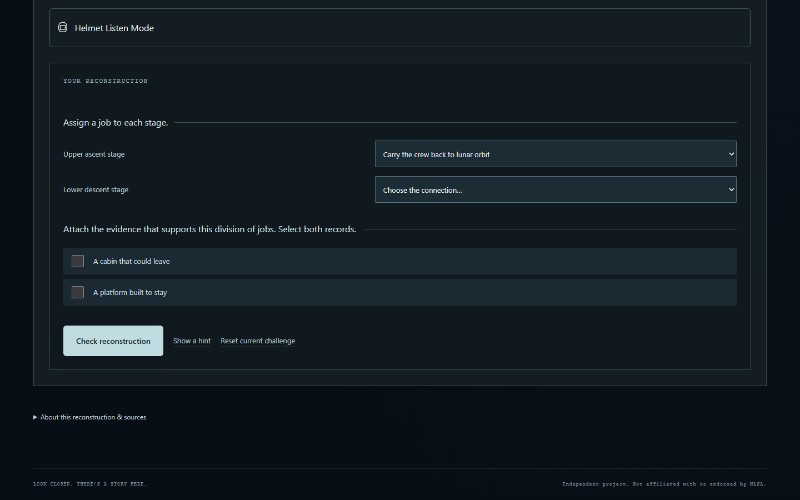 Helmet Listen Mode
YOUR RECONSTRUCTION
Assign a job to each stage.
Upper ascent stage
Carry the crew back to lunar orbit
Lower descent stage
Choose the connection...
Attach the evidence that supports this division of jobs. Select both records.
A cabin that could leave
A platform built to stay
Check reconstruction
Show a hint
Reset current challenge
About this reconstruction & sources
LOOK CLOSER. THERE'S A STORY HERE.
Independent project. Not affiliated with or endorsed by NASA.